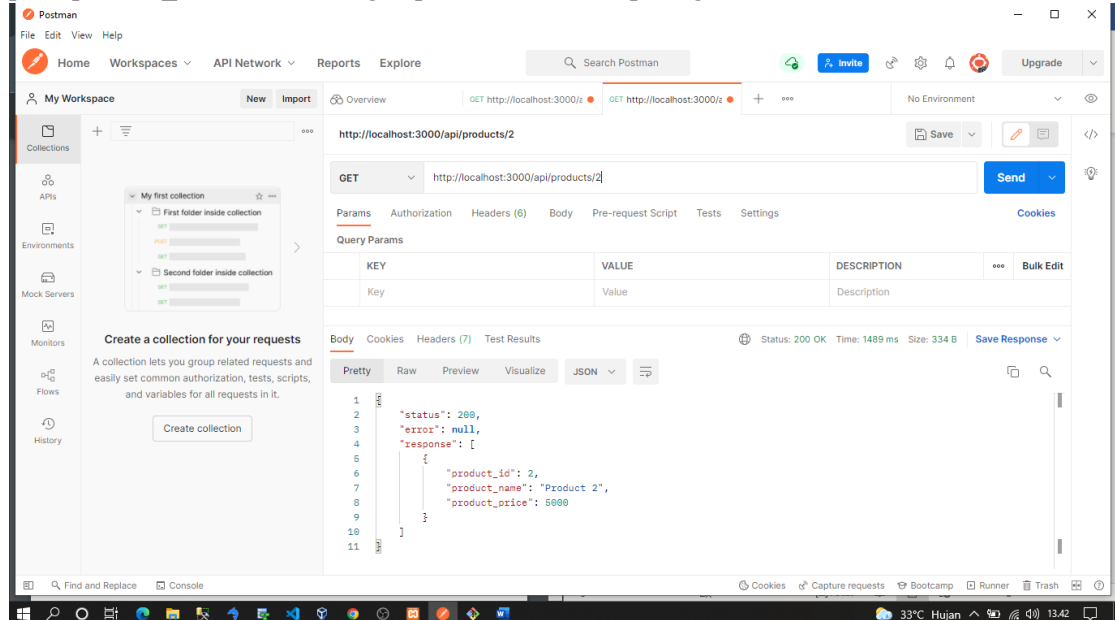 Postman
File Edit View Help
Home Workspaces API Network Reports Explore Search Postman Invite Upgrade
My Workspace New Import Overview GET http://localhost:3000/a GET http://localhost:3000/a No Environment
Collections
APIs
Environments
Mock Servers
Monitors
Flows
History
My first collection
First folder inside collection
GET
POST
GET
Second folder inside collection
GET
GET
Create a collection for your requests
A collection lets you group related requests and
easily set common authorization, tests, scripts,
and variables for all requests in it.
Create collection
http://localhost:3000/api/products/2 Save
GET http://localhost:3000/api/products/2 Send
Params Authorization Headers (6) Body Pre-request Script Tests Settings Cookies
Query Params
KEY VALUE DESCRIPTION Bulk Edit
Key Value Description
Body Cookies Headers (7) Test Results Status: 200 OK Time: 1489 ms Size: 334 B Save Response
Pretty Raw Preview Visualize JSON
1 {
2 "status": 200,
3 "error": null,
4 "response": [
5 {
6 "product_id": 2,
7 "product_name": "Product 2",
8 "product_price": 5000
9 }
10 ]
11 }
Find and Replace Console Cookies Capture requests Bootcamp Runner Trash
33°C Hujan 13.42